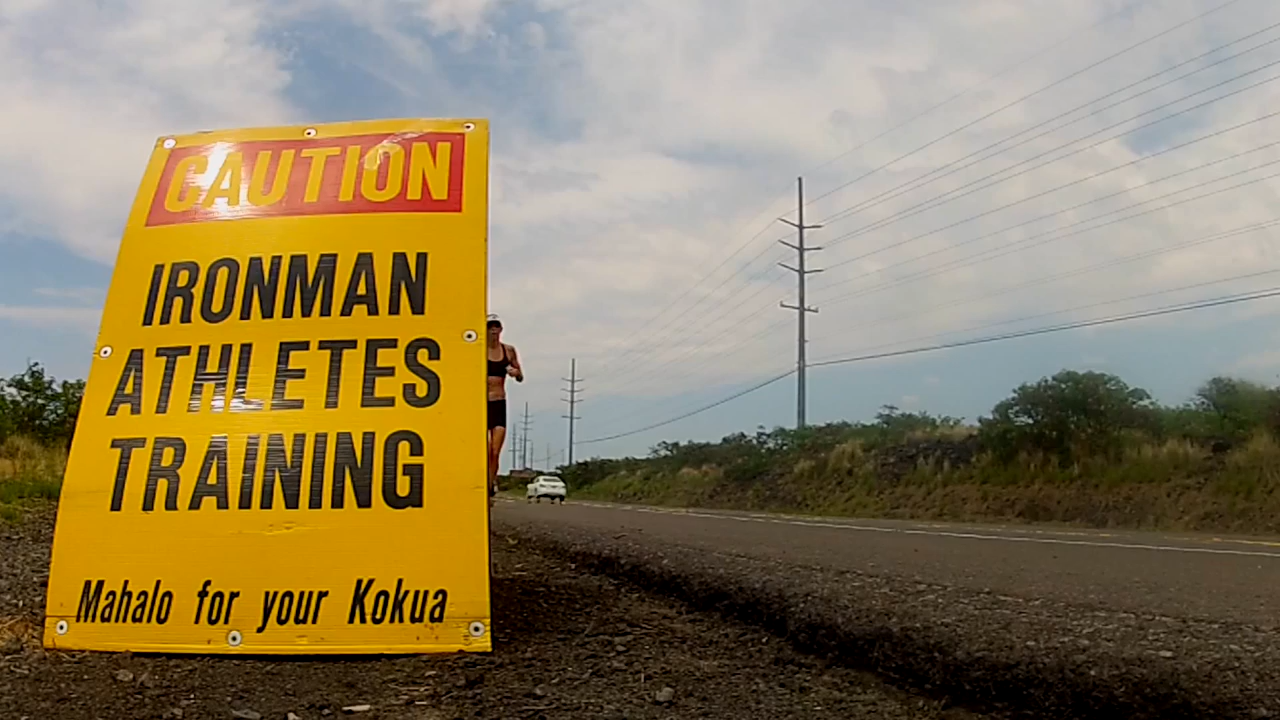 CAUTION
IRONMAN
ATHLETES
TRAINING
Mahalo for your Kokua